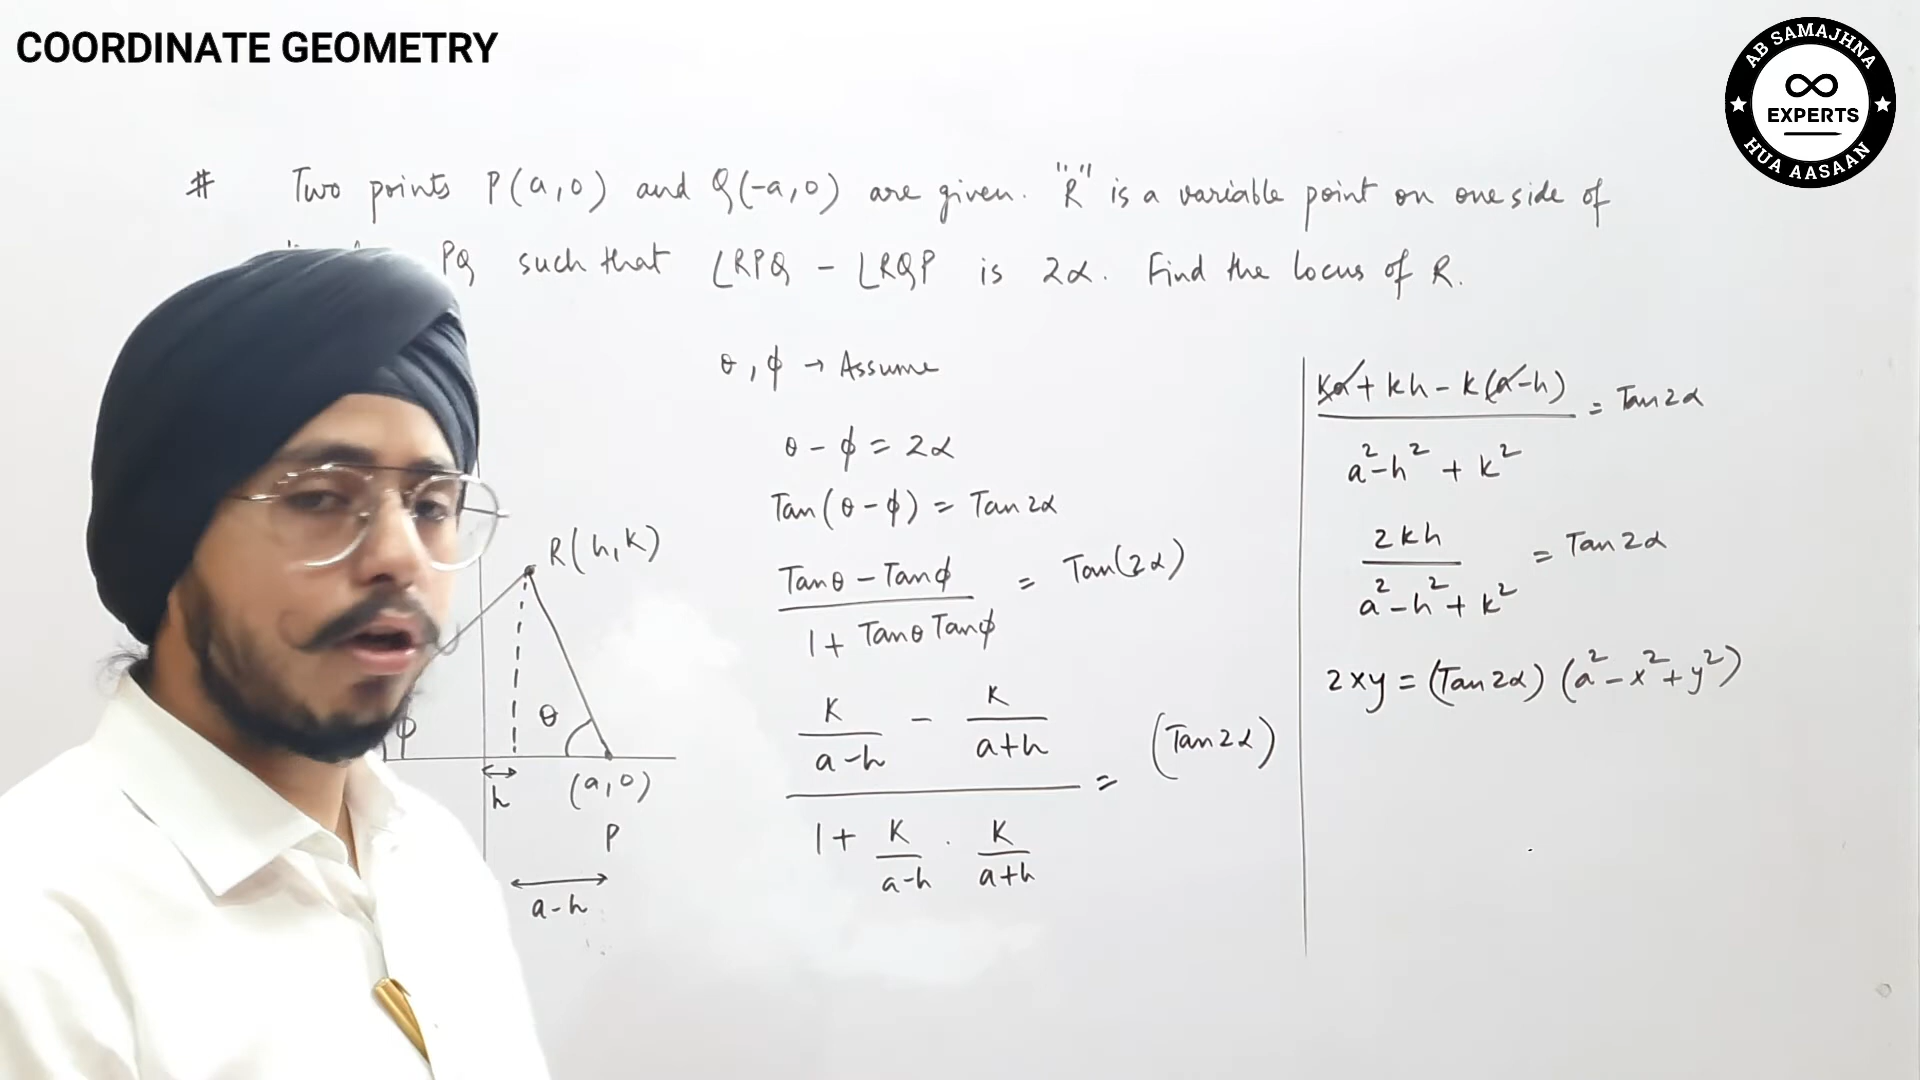 COORDINATE GEOMETRY
AB SAMAJHNA
∞
EXPERTS
HUA AASAAN
# Two points P(a,0) and Q(-a,0) are given. "R" is a variable point on one side of
PQ such that ∠RPQ - ∠RQP is 2α. Find the locus of R.
θ, ϕ → Assume
θ - ϕ = 2α
Tan(θ - ϕ) = Tan 2α
(Tanθ - Tanϕ) / (1 + Tanθ Tanϕ) = Tan(2α)
(K/(a-h) - K/(a+h)) / (1 + K/(a-h) · K/(a+h)) = (Tan 2α)
R(h,K)
ϕ
θ
h
(a,0)
P
a-h
(Ka + kh - k(a-h)) / (a² - h² + k²) = Tan 2α
2kh / (a² - h² + k²) = Tan 2α
2xy = (Tan 2α) (a² - x² + y²)